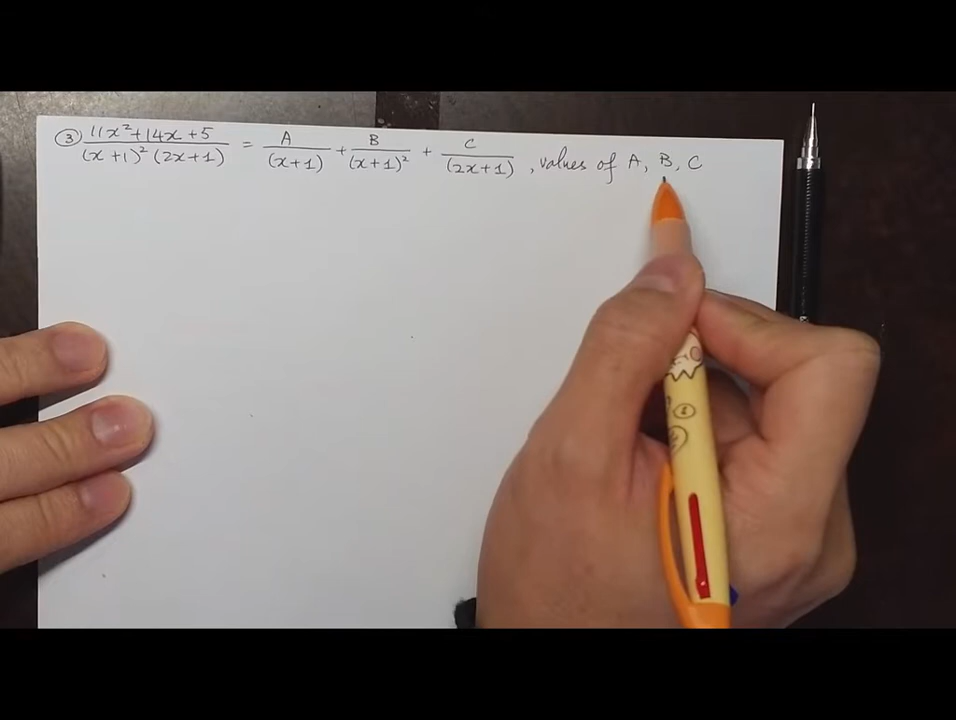 ③ (11x²+14x+5)/((x+1)²(2x+1)) = A/(x+1) + B/(x+1)² + C/(2x+1) , values of A, B, C